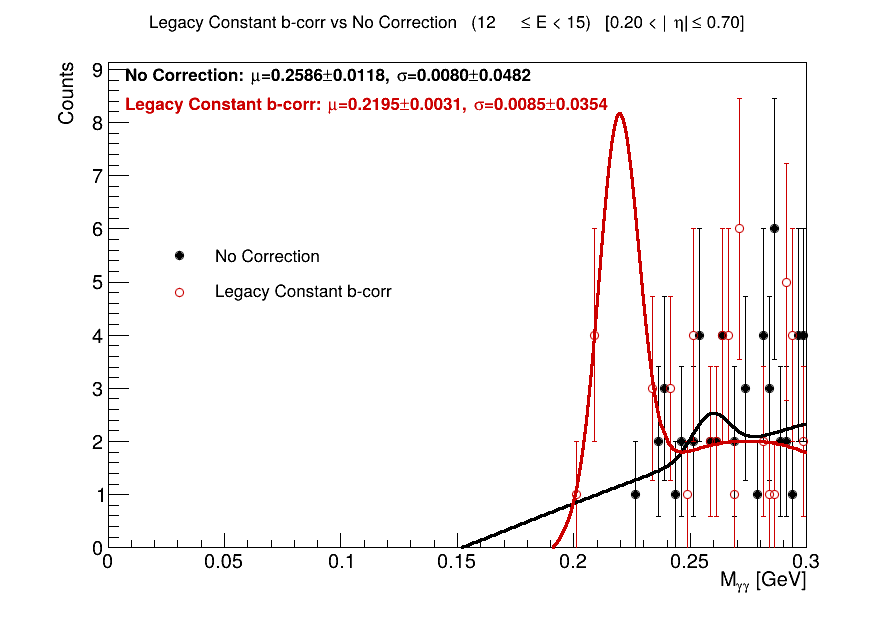 Legacy Constant b-corr vs No Correction (12 ≤ E < 15) [0.20 < | η| ≤ 0.70]
Counts
No Correction: μ=0.2586±0.0118, σ=0.0080±0.0482
Legacy Constant b-corr: μ=0.2195±0.0031, σ=0.0085±0.0354
No Correction
Legacy Constant b-corr
9
8
7
6
5
4
3
2
1
0
0 0.05 0.1 0.15 0.2 0.25 0.3
Mγγ [GeV]